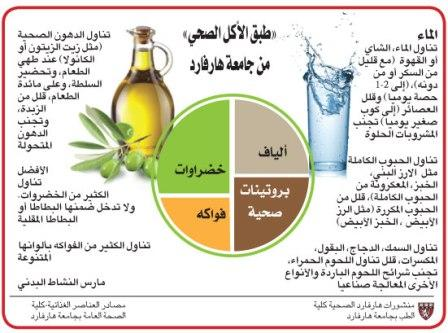 «طبق الأكل الصحي»
من جامعة هارفارد
الماء
تناول الماء، الشاي
أو القهوة (مع قليل
من السكر أو من
دونه)، (إلى 2-1
حصة يوميا) وقلل
العصائر (إلى كوب
صغير يوميا) تجنب
المشروبات الحلوة
تناول الحبوب الكاملة
مثل الارز البني،
الخبز، المعكرونة من
الحبوب الكاملة)، قلل من
الحبوب المكررة (مثل الرز
الأبيض، الخبز الأبيض)
تناول السمك، الدجاج، البقول،
المكسرات، قلل تناول اللحوم الحمراء،
تجنب شرائح اللحوم الباردة والأنواع
الأخرى المعالجة صناعيا
ألياف
خضراوات
بروتينات
صحية
فواكه
تناول الدهون الصحية
(مثل زيت الزيتون أو
الكانولا) عند طهي
الطعام، وتحضير
السلطة، وعلى مائدة
الطعام، قلل من
الزبدة،
وتجنب
الدهون
المتحولة
الأفضل
تناول
الكثير من الخضروات.
ولا تدخل ضمنها البطاطا أو
البطاطا المقلية
تناول الكثير من الفواكه بألوانها
المتنوعة
مارس النشاط البدني
منشورات هارفارد الصحية كلية
الطب بجامعة هارفارد
مصادر العناصر الغذائية-كلية
الصحة العامة بجامعة هارفارد